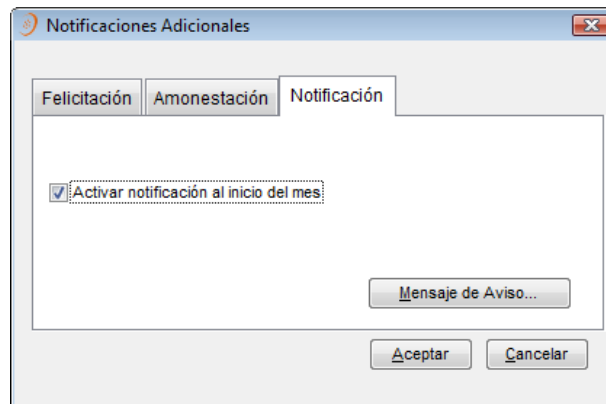 Notificaciones Adicionales
Felicitación Amonestación Notificación
Activar notificación al inicio del mes
Mensaje de Aviso...
Aceptar Cancelar